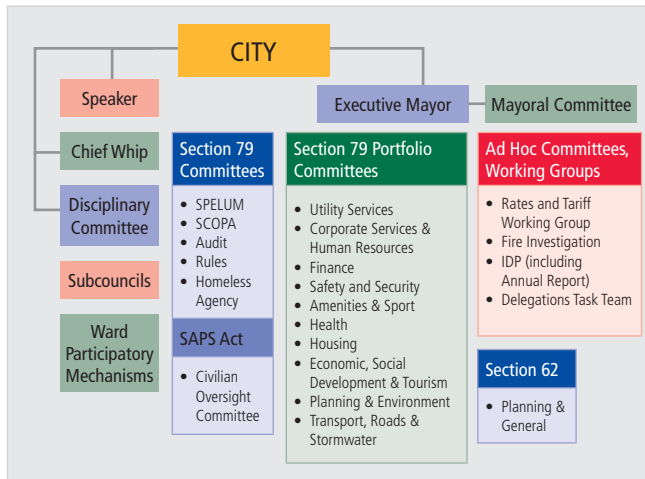 CITY
Speaker
Executive Mayor
Mayoral Committee
Chief Whip
Disciplinary
Committee
Subcouncils
Ward
Participatory
Mechanisms
Section 79
Committees
• SPELUM
• SCOPA
• Audit
• Rules
• Homeless
Agency
SAPS Act
• Civilian
Oversight
Committee
Section 79 Portfolio
Committees
• Utility Services
• Corporate Services &
Human Resources
• Finance
• Safety and Security
• Amenities & Sport
• Health
• Housing
• Economic, Social
Development & Tourism
• Planning & Environment
• Transport, Roads &
Stormwater
Ad Hoc Committees,
Working Groups
• Rates and Tariff
Working Group
• Fire Investigation
• IDP (including
Annual Report)
• Delegations Task Team
Section 62
• Planning &
General